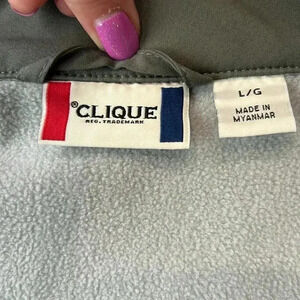 ®CLIQUE
REG. TRADEMARK
L/G
MADE IN
MYANMAR